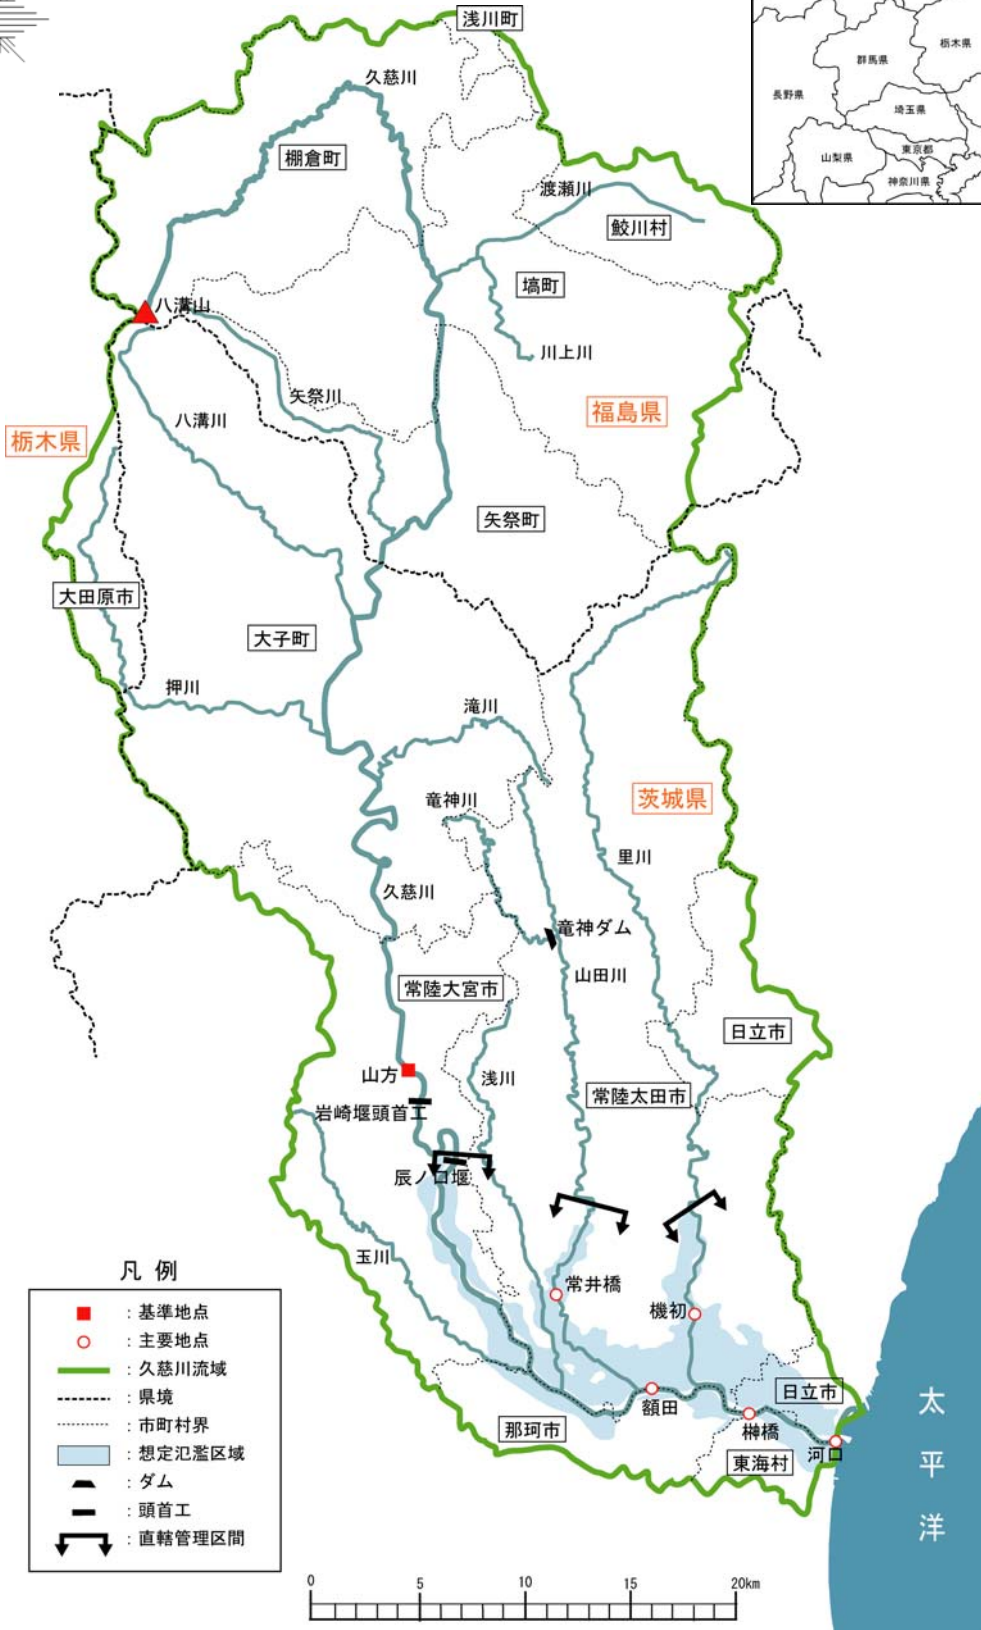 浅川町
久慈川
棚倉町
渡瀬川
鮫川村
塙町
八溝山
川上川
矢祭川
八溝川
福島県
栃木県
矢祭町
大田原市
大子町
押川
滝川
竜神川
茨城県
里川
久慈川
竜神ダム
山田川
常陸大宮市
日立市
山方
浅川
常陸太田市
岩崎堰頭首工
辰ノ口堰
玉川
常井橋
機初
額田
日立市
榊橋
那珂市
河口
東海村
太平洋
群馬県
栃木県
長野県
埼玉県
山梨県
東京都
神奈川県
凡例
：基準地点
：主要地点
：久慈川流域
：県境
：市町村界
：想定氾濫区域
：ダム
：頭首工
：直轄管理区間
0 5 10 15 20km